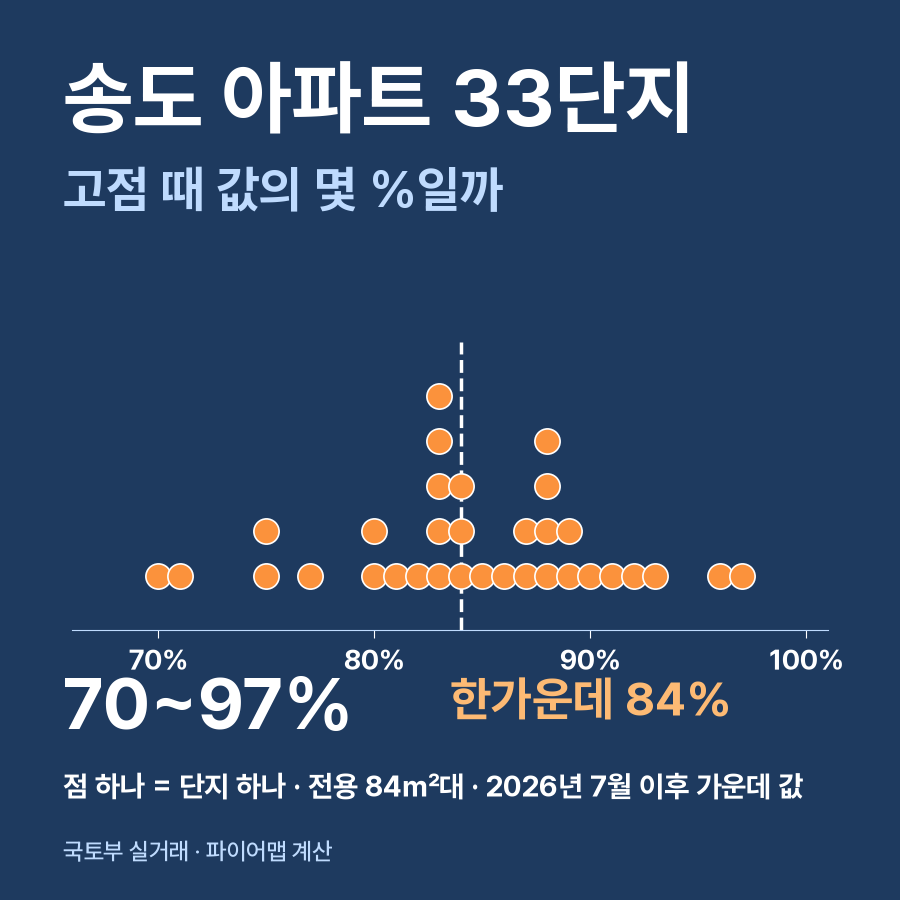 송도 아파트 33단지
고점 때 값의 몇 %일까
70% 80% 90% 100%
70~97% 한가운데 84%
점 하나 = 단지 하나 · 전용 84m²대 · 2026년 7월 이후 가운데 값
국토부 실거래 · 파이어맵 계산